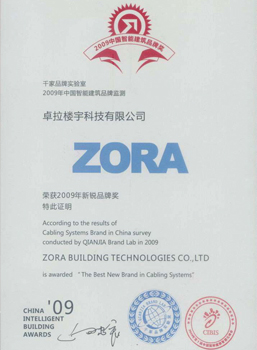 2009中国智能建筑品牌奖
千家品牌实验室
2009年中国智能建筑品牌监测
卓拉楼宇科技有限公司
ZORA
荣获2009年新锐品牌奖
特此证明
According to the results of
Cabling Systems Brand in China survey
conducted by QIANJIA Brand Lab in 2009
ZORA BUILDING TECHNOLOGIES CO.,LTD
is awarded “The Best New Brand in Cabling Systems”
CHINA '09
INTELLIGENT
BUILDING
AWARDS